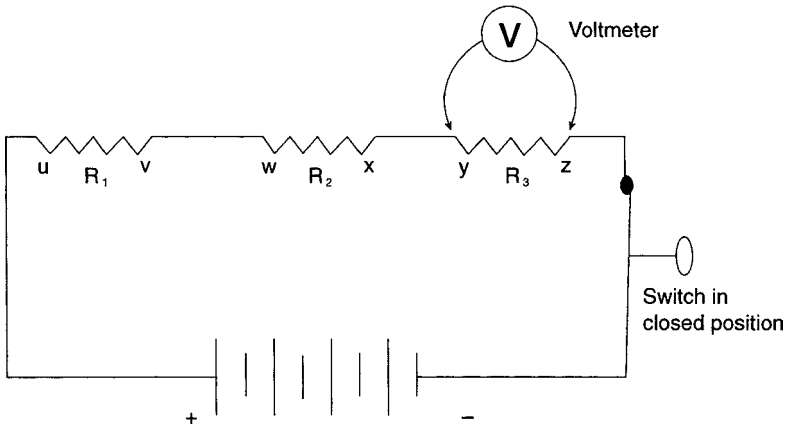 V
Voltmeter
u
R₁
v
w
R₂
x
y
R₃
z
Switch in
closed position
+
−